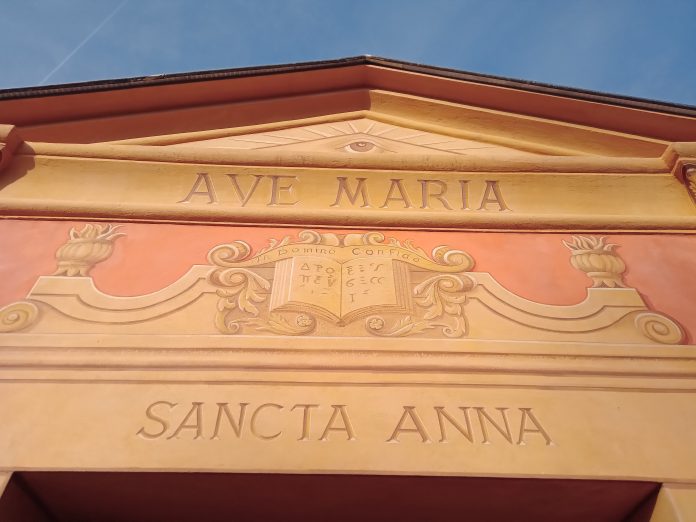 AVE MARIA
In Domino Confido
SANCTA ANNA